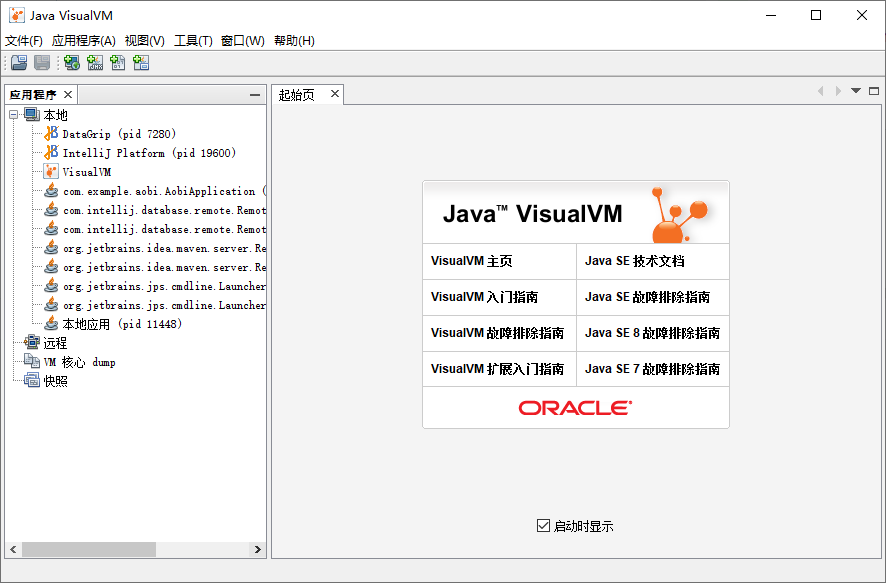 Java VisualVM
文件(F) 应用程序(A) 视图(V) 工具(T) 窗口(W) 帮助(H)
应用程序
本地
DataGrip (pid 7280)
IntelliJ Platform (pid 19600)
VisualVM
com.example.aobi.AobiApplication (
com.intellij.database.remote.Remot
com.intellij.database.remote.Remot
org.jetbrains.idea.maven.server.Re
org.jetbrains.idea.maven.server.Re
org.jetbrains.jps.cmdline.Launcher
org.jetbrains.jps.cmdline.Launcher
本地应用 (pid 11448)
远程
VM 核心 dump
快照
起始页
Java™ VisualVM
VisualVM 主页 Java SE 技术文档
VisualVM 入门指南 Java SE 故障排除指南
VisualVM 故障排除指南 Java SE 8 故障排除指南
VisualVM 扩展入门指南 Java SE 7 故障排除指南
ORACLE
启动时显示